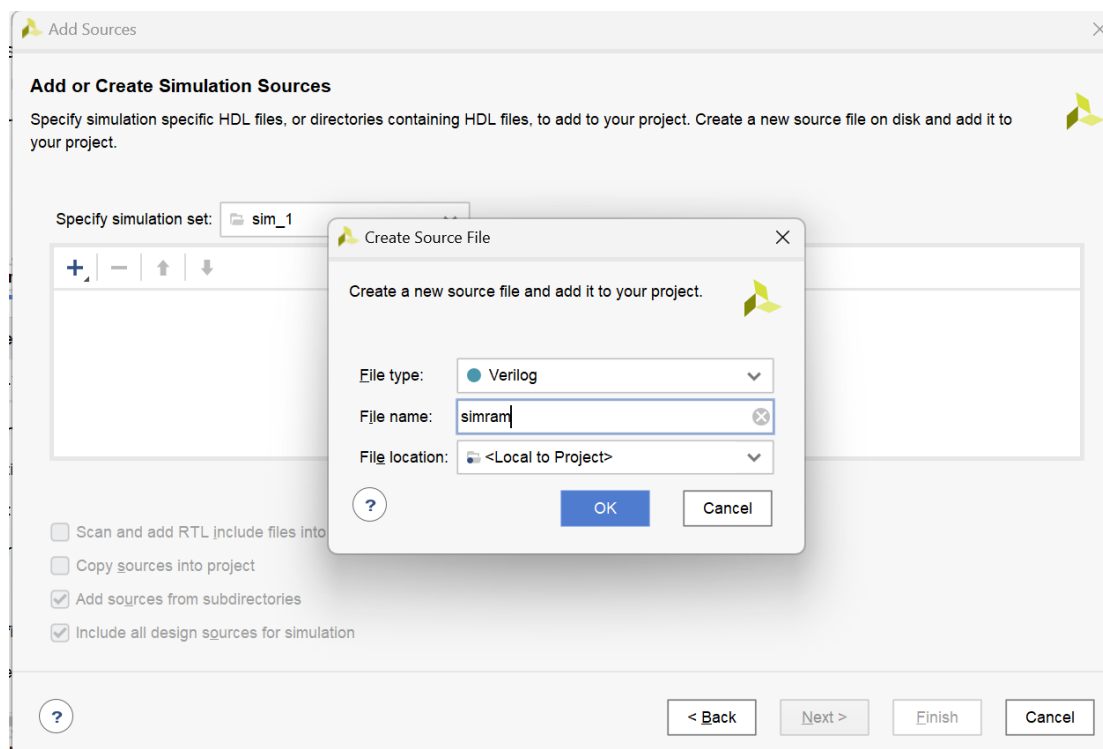 Add Sources
Add or Create Simulation Sources
Specify simulation specific HDL files, or directories containing HDL files, to add to your project. Create a new source file on disk and add it to
your project.
Specify simulation set: sim_1
Create Source File
Create a new source file and add it to your project.
File type: Verilog
File name: simram
File location: <Local to Project>
? OK Cancel
Scan and add RTL include files into
Copy sources into project
Add sources from subdirectories
Include all design sources for simulation
? < Back Next > Finish Cancel